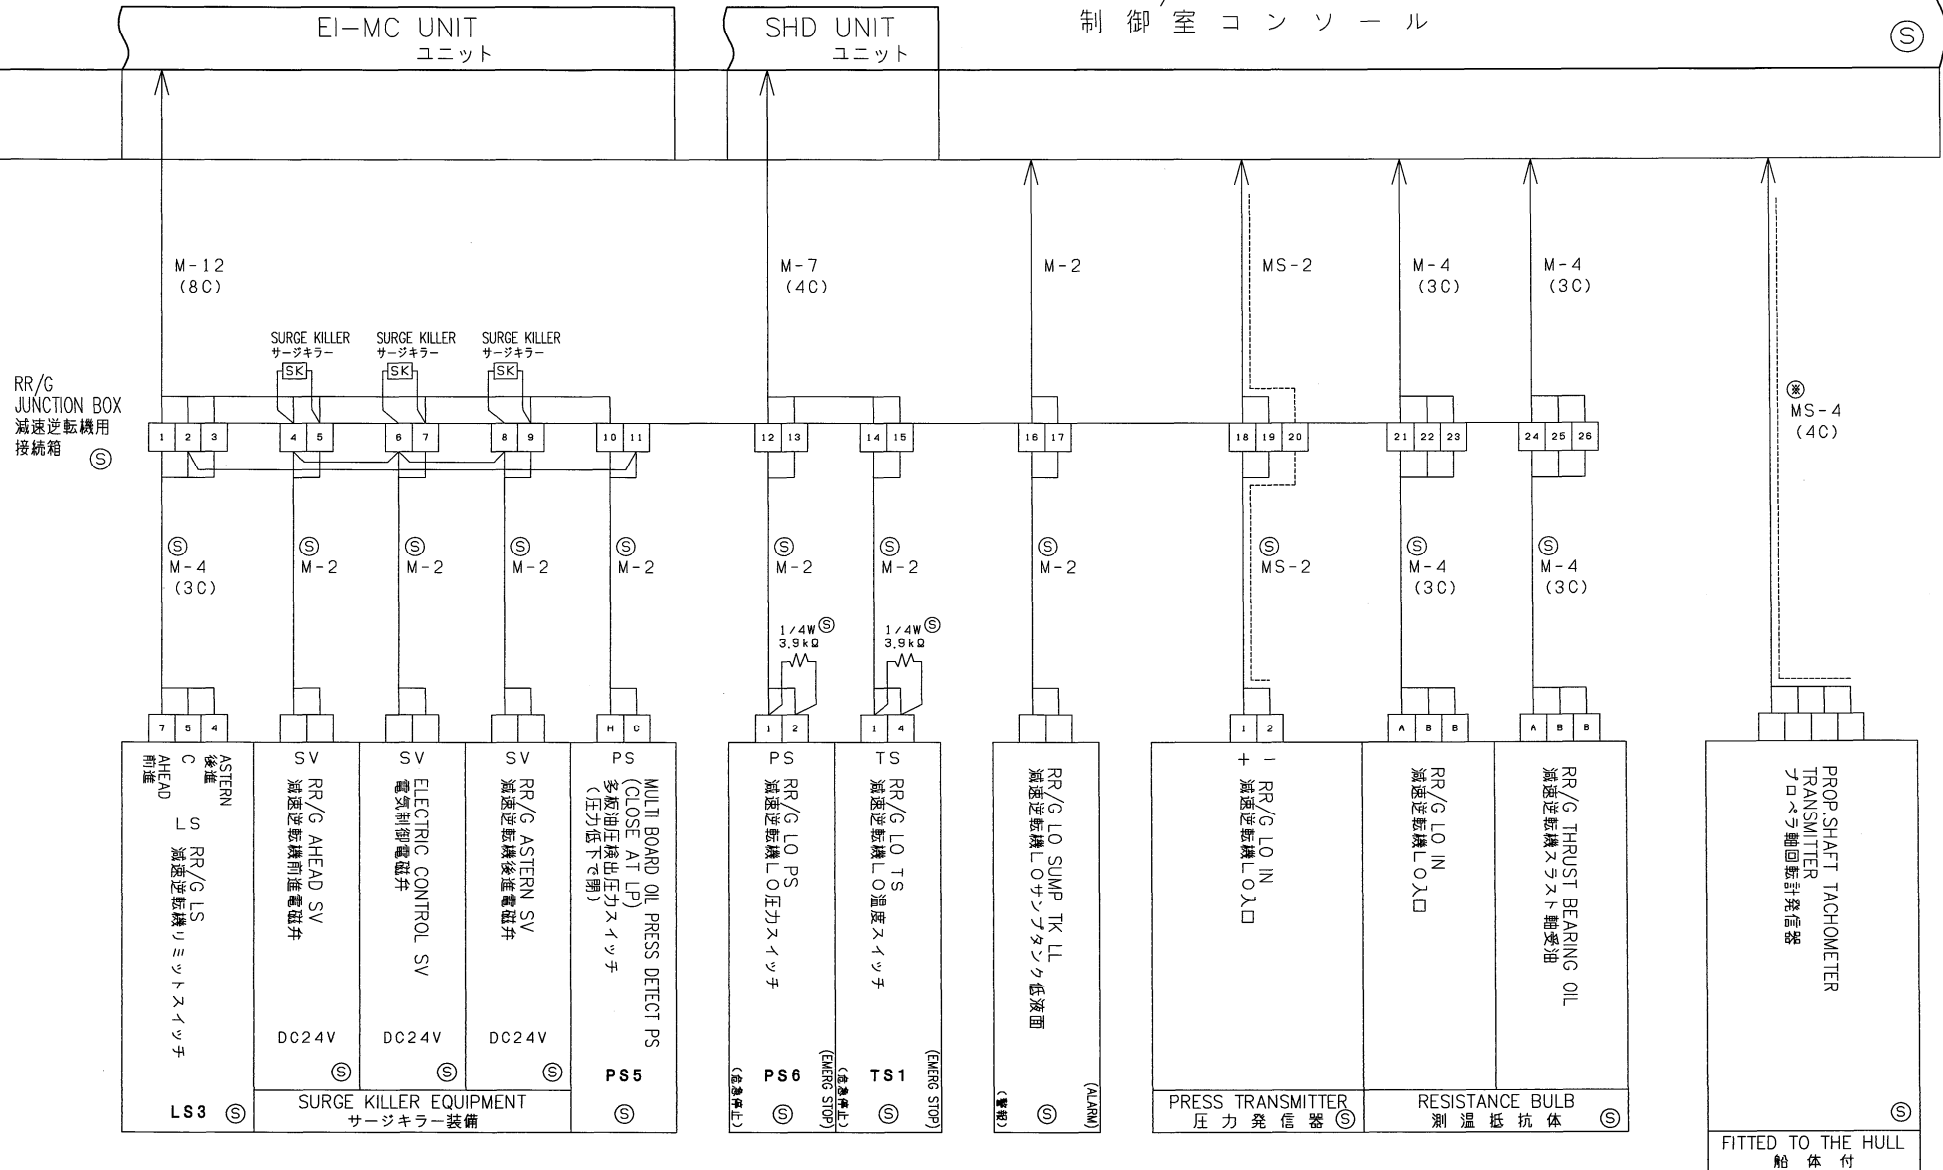 EI-MC UNIT
ユニット
SHD UNIT
ユニット
制御室コンソール
Ⓢ
M-12
(8C)
M-7
(4C)
M-2
MS-2
M-4
(3C)
M-4
(3C)
SURGE KILLER
サージキラー
SK
SURGE KILLER
サージキラー
SK
SURGE KILLER
サージキラー
SK
※
MS-4
(4C)
RR/G
JUNCTION BOX
減速逆転機用
接続箱 Ⓢ
1 2 3 4 5 6 7 8 9 10 11 12 13 14 15 16 17 18 19 20 21 22 23 24 25 26
Ⓢ
M-4
(3C)
Ⓢ
M-2
Ⓢ
M-2
Ⓢ
M-2
Ⓢ
M-2
Ⓢ
M-2
Ⓢ
M-2
Ⓢ
M-2
Ⓢ
MS-2
Ⓢ
M-4
(3C)
Ⓢ
M-4
(3C)
1/4W Ⓢ
3.9kΩ
1/4W Ⓢ
3.9kΩ
7 5 4
H C
1 2
1 4
1 2
A B B
A B B
ASTERN
後進
C
AHEAD
前進
LS RR/G LS
減速逆転機リミットスイッチ
LS3 Ⓢ
SV RR/G AHEAD SV
減速逆転機前進電磁弁
DC24V
Ⓢ
SV ELECTRIC CONTROL SV
電気制御電磁弁
DC24V
Ⓢ
SV RR/G ASTERN SV
減速逆転機後進電磁弁
DC24V
Ⓢ
SURGE KILLER EQUIPMENT
サージキラー装備
PS MULTI BOARD OIL PRESS DETECT PS
(CLOSE AT LP)
多板油圧検出圧力スイッチ
(圧力低下で閉)
PS5
Ⓢ
PS RR/G LO PS
減速逆転機LO圧力スイッチ
PS6
(EMERG STOP)
(危急停止)
Ⓢ
TS RR/G LO TS
減速逆転機LO温度スイッチ
TS1
(EMERG STOP)
(危急停止)
Ⓢ
RR/G LO SUMP TK LL
減速逆転機LOサンプタンク低液面
(ALARM)
(警報)
Ⓢ
+ -
RR/G LO IN
減速逆転機LO入口
PRESS TRANSMITTER
圧力発信器 Ⓢ
RR/G LO IN
減速逆転機LO入口
RR/G THRUST BEARING OIL
減速逆転機スラスト軸受油
RESISTANCE BULB
測温抵抗体 Ⓢ
PROP.SHAFT TACHOMETER
TRANSMITTER
プロペラ軸回転計発信器
Ⓢ
FITTED TO THE HULL
船体付